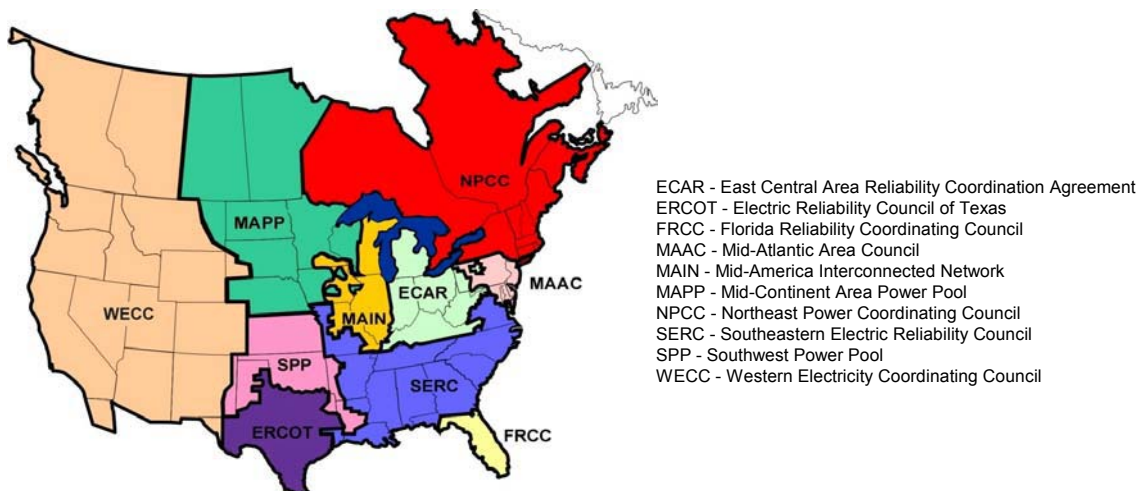 NPCC
MAPP
MAAC
ECAR
WECC
MAIN
SPP
SERC
ERCOT
FRCC
ECAR - East Central Area Reliability Coordination Agreement
ERCOT - Electric Reliability Council of Texas
FRCC - Florida Reliability Coordinating Council
MAAC - Mid-Atlantic Area Council
MAIN - Mid-America Interconnected Network
MAPP - Mid-Continent Area Power Pool
NPCC - Northeast Power Coordinating Council
SERC - Southeastern Electric Reliability Council
SPP - Southwest Power Pool
WECC - Western Electricity Coordinating Council